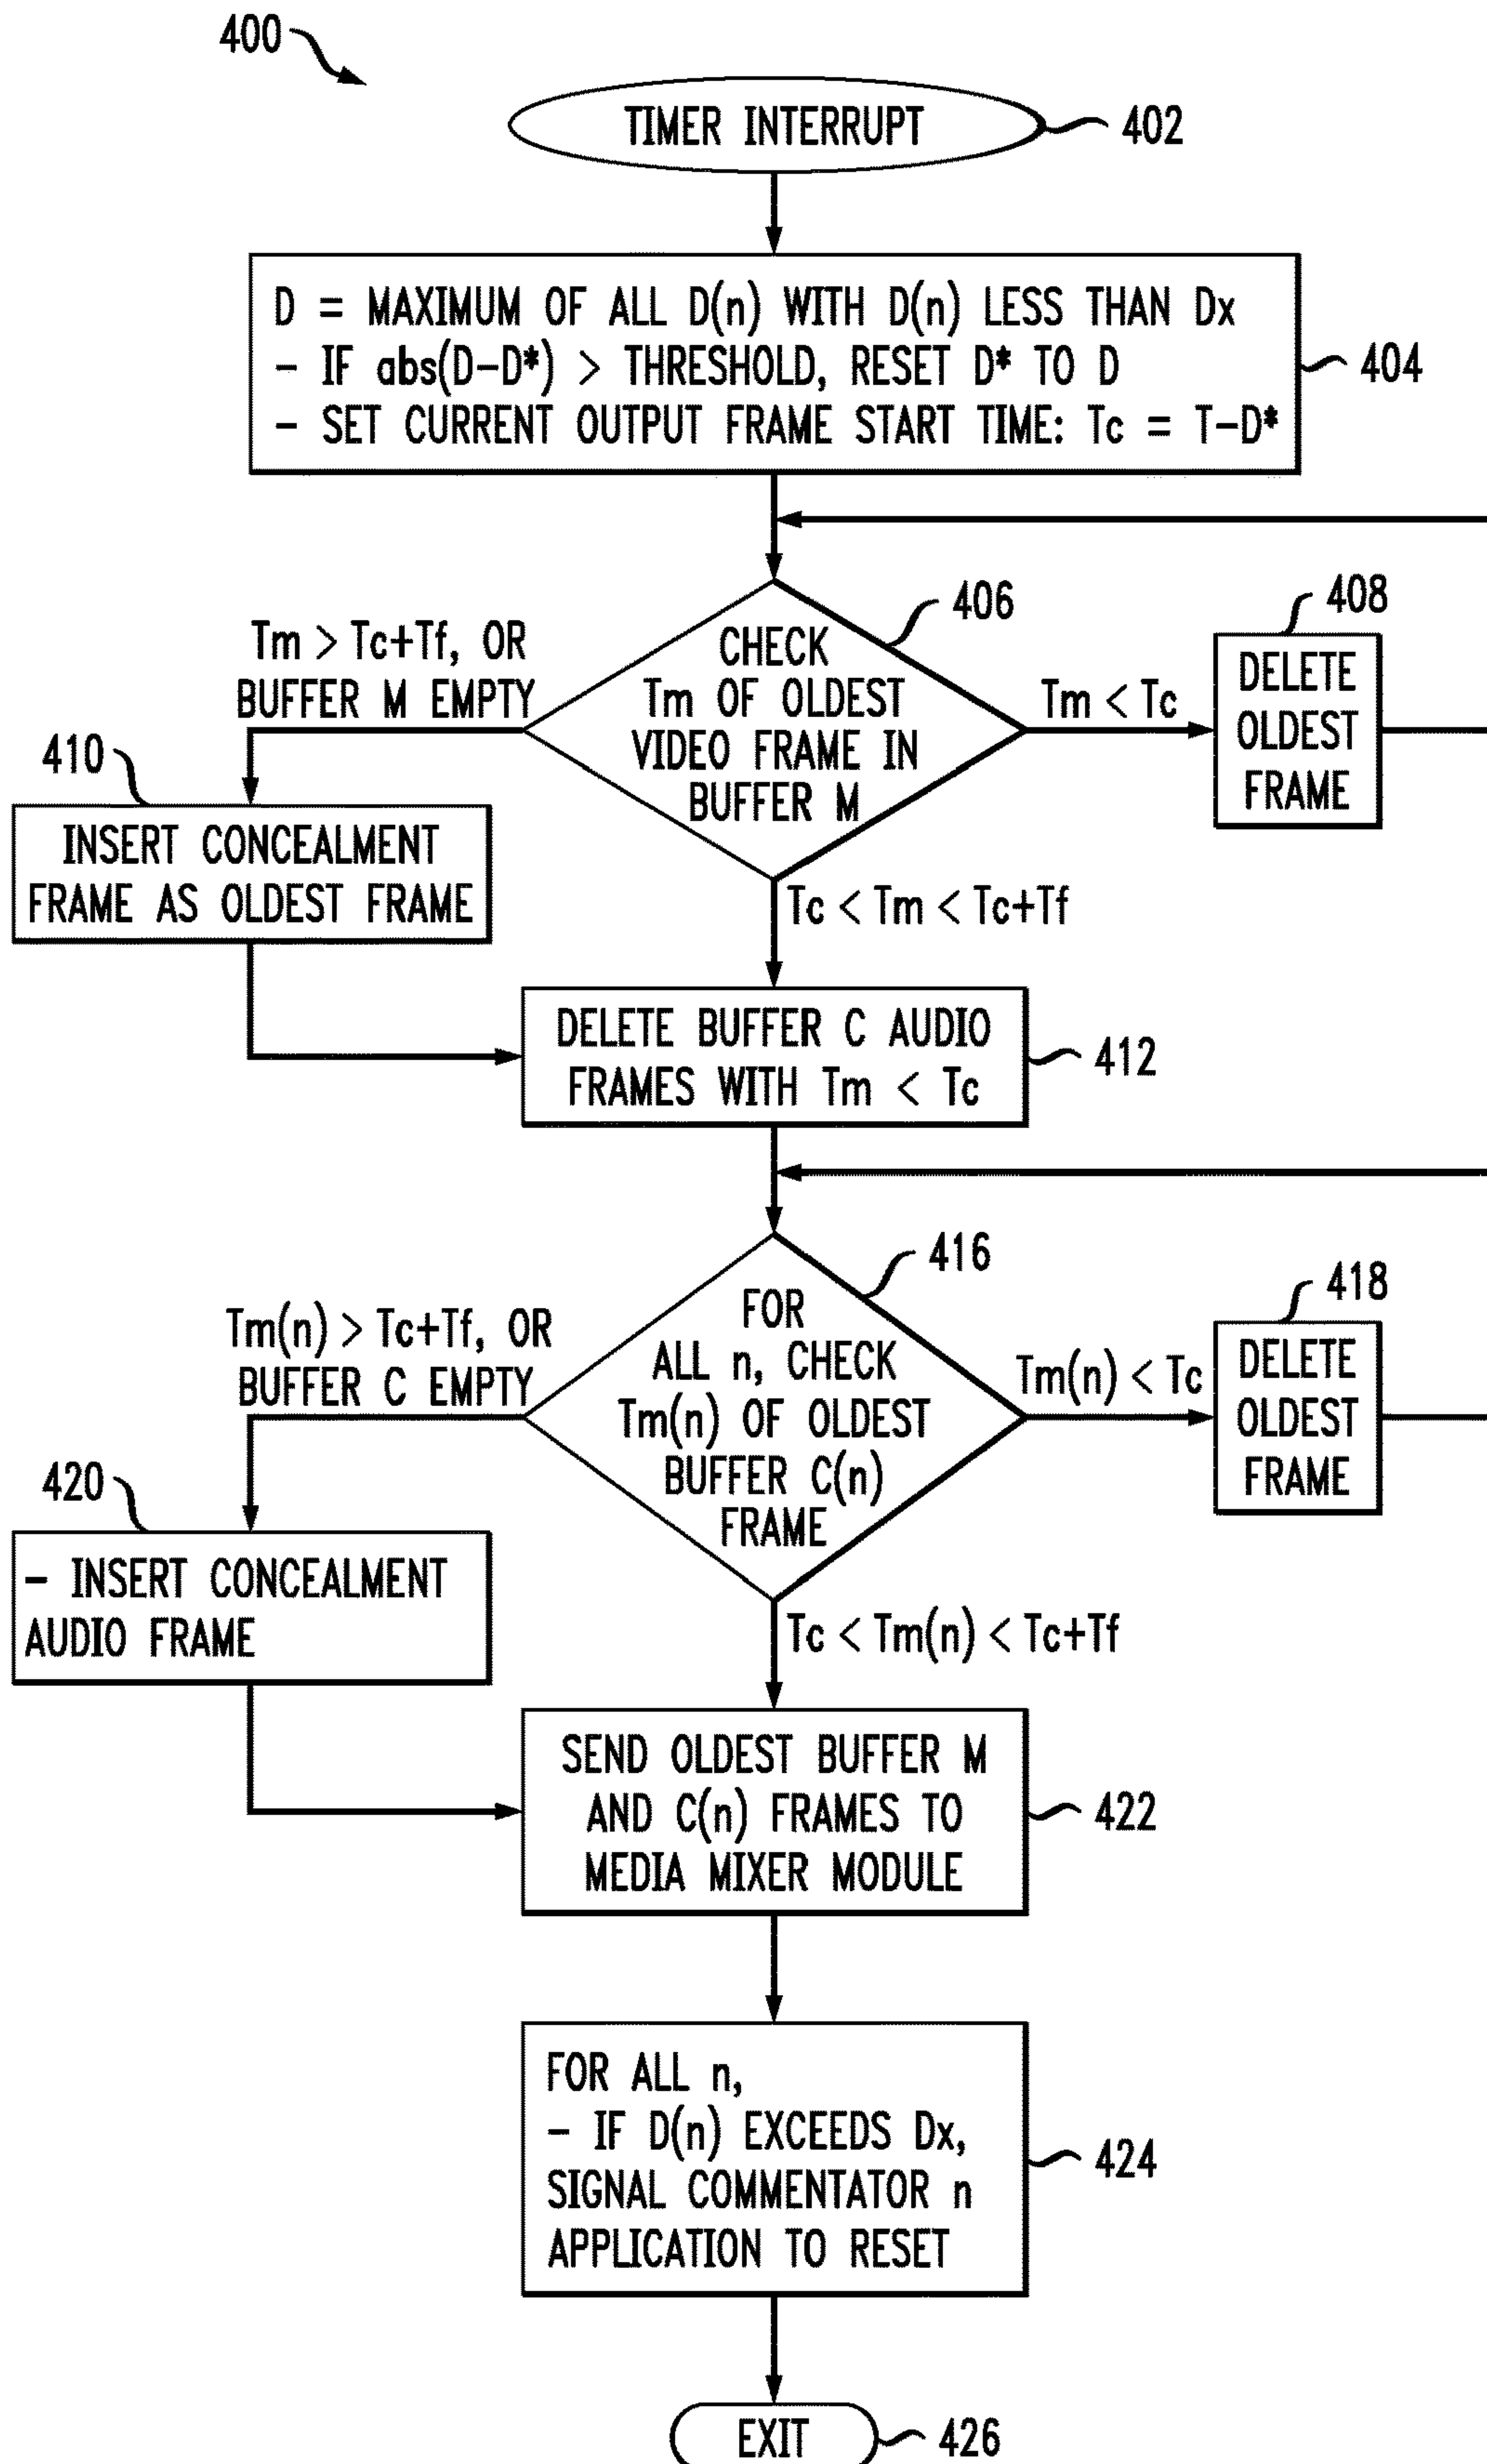 400
TIMER INTERRUPT
402
D = MAXIMUM OF ALL D(n) WITH D(n) LESS THAN Dx
- IF abs(D-D*) > THRESHOLD, RESET D* TO D
- SET CURRENT OUTPUT FRAME START TIME: Tc = T-D*
404
406
CHECK
Tm OF OLDEST
VIDEO FRAME IN
BUFFER M
Tm > Tc+Tf, OR
BUFFER M EMPTY
Tm < Tc
408
DELETE
OLDEST
FRAME
410
INSERT CONCEALMENT
FRAME AS OLDEST FRAME
Tc < Tm < Tc+Tf
DELETE BUFFER C AUDIO
FRAMES WITH Tm < Tc
412
416
FOR
ALL n, CHECK
Tm(n) OF OLDEST
BUFFER C(n)
FRAME
Tm(n) > Tc+Tf, OR
BUFFER C EMPTY
Tm(n) < Tc
418
DELETE
OLDEST
FRAME
420
- INSERT CONCEALMENT
AUDIO FRAME
Tc < Tm(n) < Tc+Tf
SEND OLDEST BUFFER M
AND C(n) FRAMES TO
MEDIA MIXER MODULE
422
FOR ALL n,
- IF D(n) EXCEEDS Dx,
SIGNAL COMMENTATOR n
APPLICATION TO RESET
424
EXIT
426